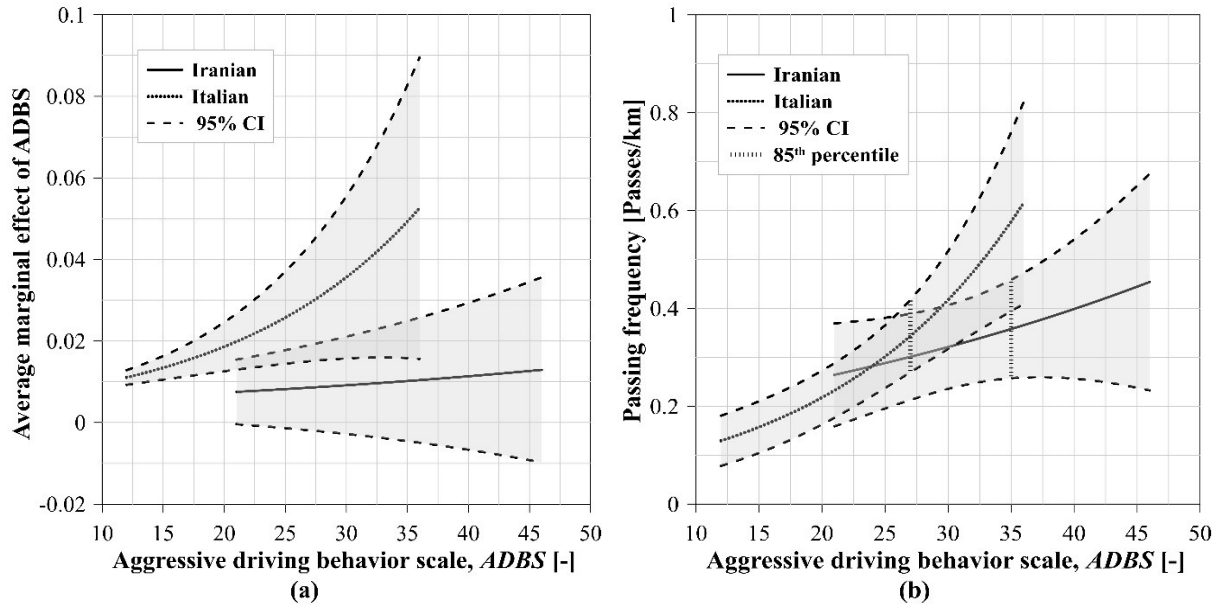 0.1
0.08
0.06
0.04
0.02
0
-0.02
Average marginal effect of ADBS
Iranian
Italian
95% CI
10 15 20 25 30 35 40 45 50
Aggressive driving behavior scale, ADBS [-]
(a)
1
0.8
0.6
0.4
0.2
0
Passing frequency [Passes/km]
Iranian
Italian
95% CI
85th percentile
10 15 20 25 30 35 40 45 50
Aggressive driving behavior scale, ADBS [-]
(b)